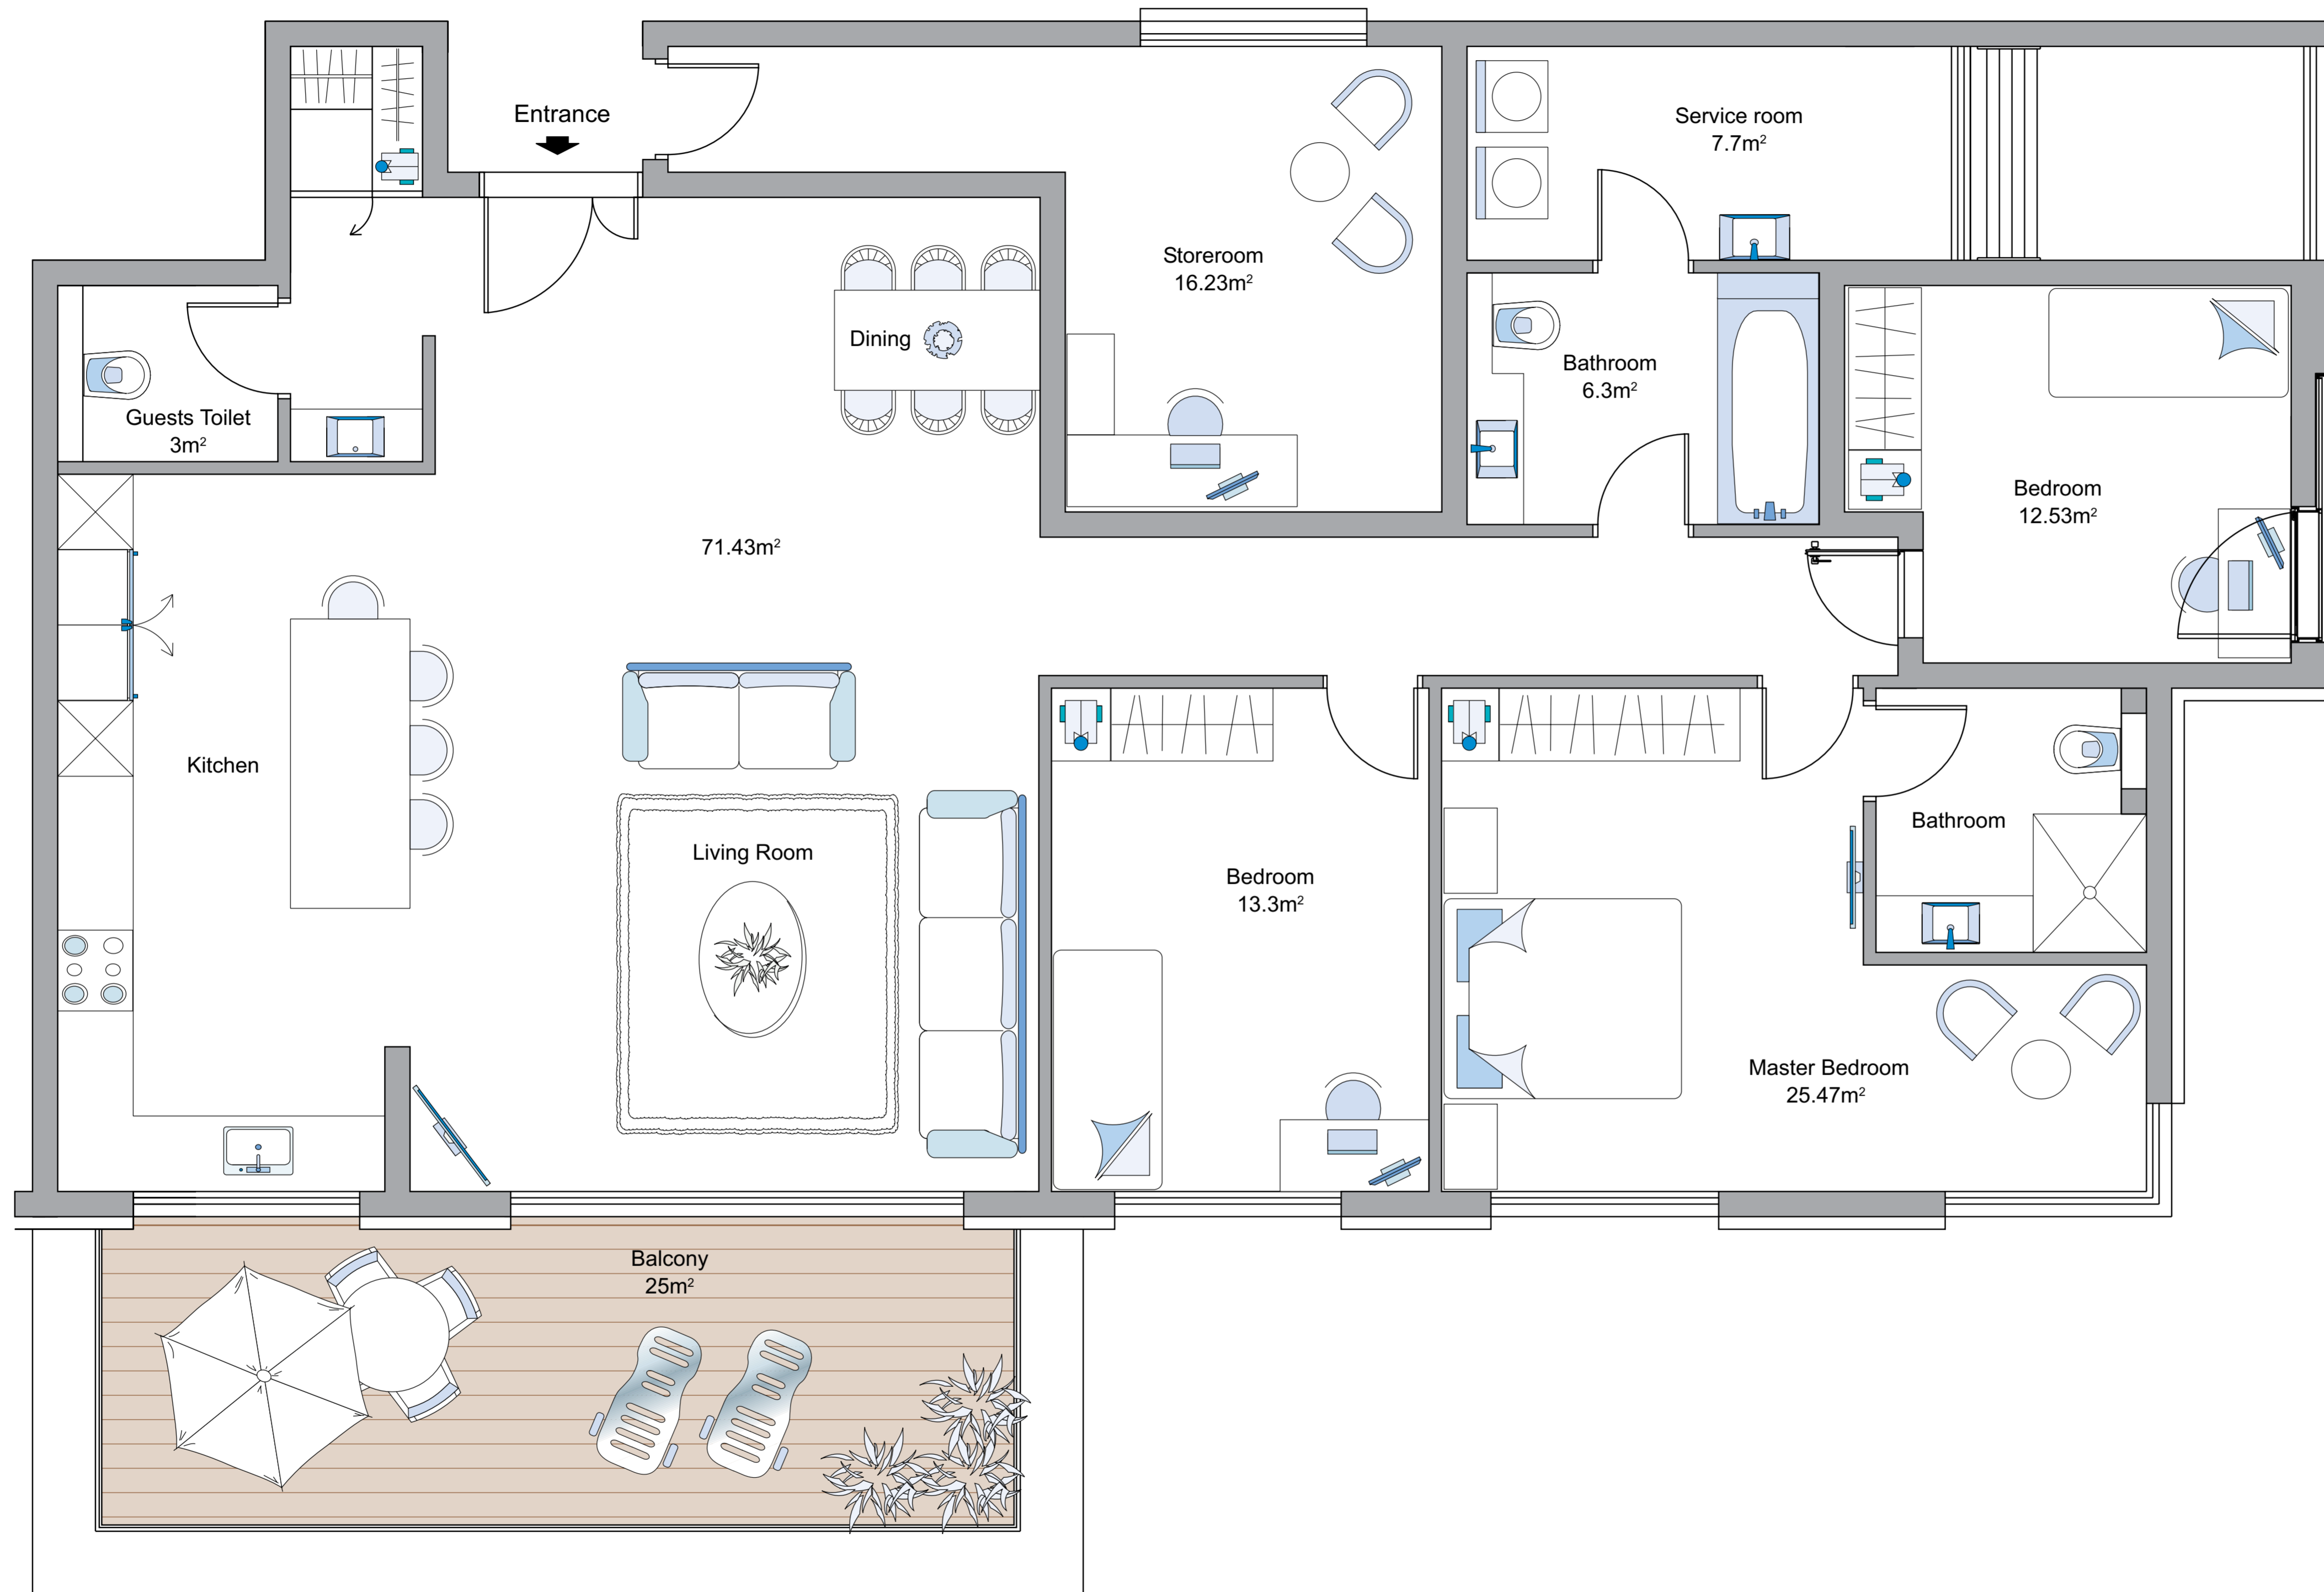 Entrance
Service room
7.7m²
Storeroom
16.23m²
Dining
Bathroom
6.3m²
Guests Toilet
3m²
Bedroom
12.53m²
71.43m²
Kitchen
Living Room
Bedroom
13.3m²
Bathroom
Master Bedroom
25.47m²
Balcony
25m²